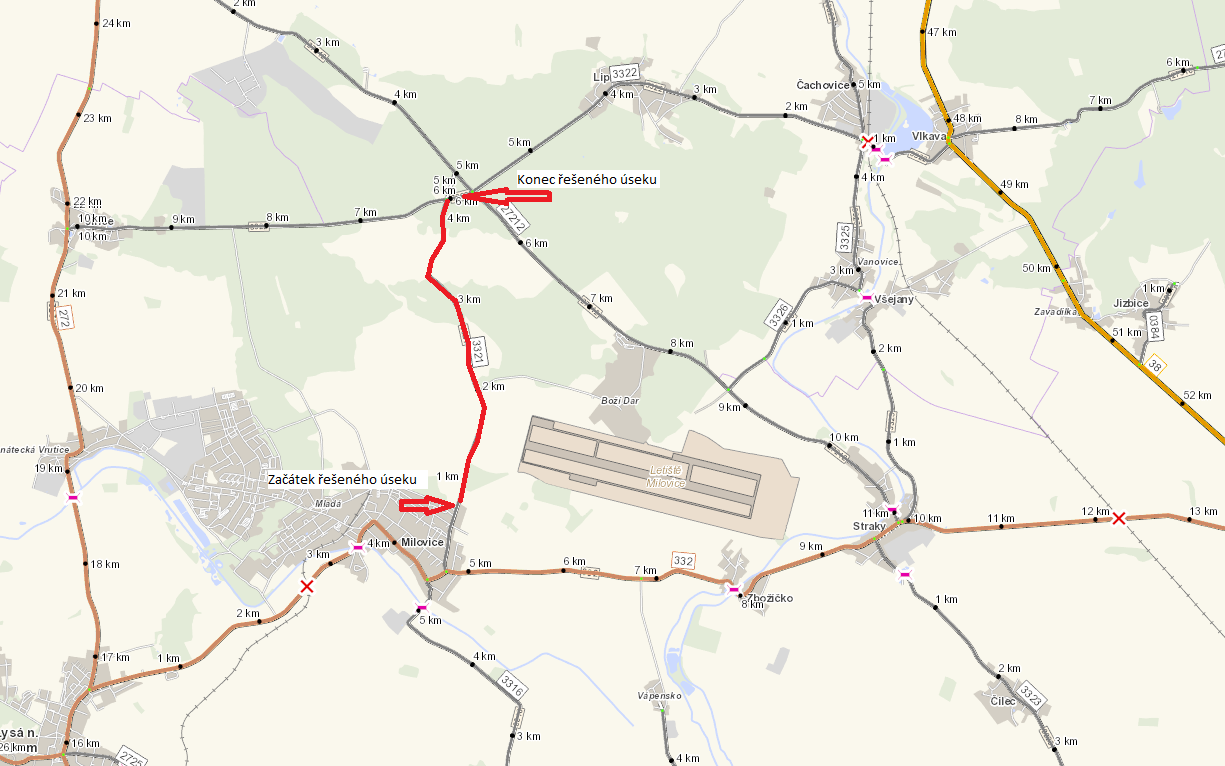 2 km
24 km
3 km
47 km
6 km
3322
Lip
4 km
3 km
Čachovice
5 km
4 km
7 km
2 km
48 km
8 km
23 km
5 km
1 km
Vlkava
5 km
5 km
4 km
Konec řešeného úseku
49 km
22 km
6 km
6 km
10 km
9 km
8 km
7 km
4 km
27212
10 km
6 km
3325
Vanovice
3 km
50 km
21 km
3 km
7 km
Všejany
1 km
Jizbice
Zavadilka
272
3326
1 km
0384
51 km
3321
8 km
2 km
38
20 km
2 km
52 km
Boží Dar
9 km
10 km
1 km
nátecká Vrutice
19 km
1 km
Letiště
Milovice
Začátek řešeného úseku
Mladá
11 km
10 km
Straky
11 km
12 km
13 km
4 km
Milovice
3 km
9 km
18 km
5 km
6 km
332
7 km
Zbožíčko
8 km
1 km
2 km
5 km
17 km
1 km
4 km
2 km
3316
Vápensko
3323
Čilec
Lysá n.
26 km
m
16 km
3 km
3 km
2725
4 km